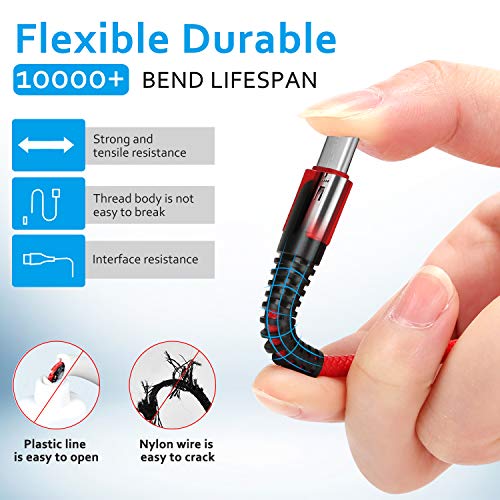 Flexible Durable
10000+ BEND LIFESPAN
Strong and
tensile resistance
Thread body is not
easy to break
Interface resistance
Plastic line
is easy to open
Nylon wire is
easy to crack